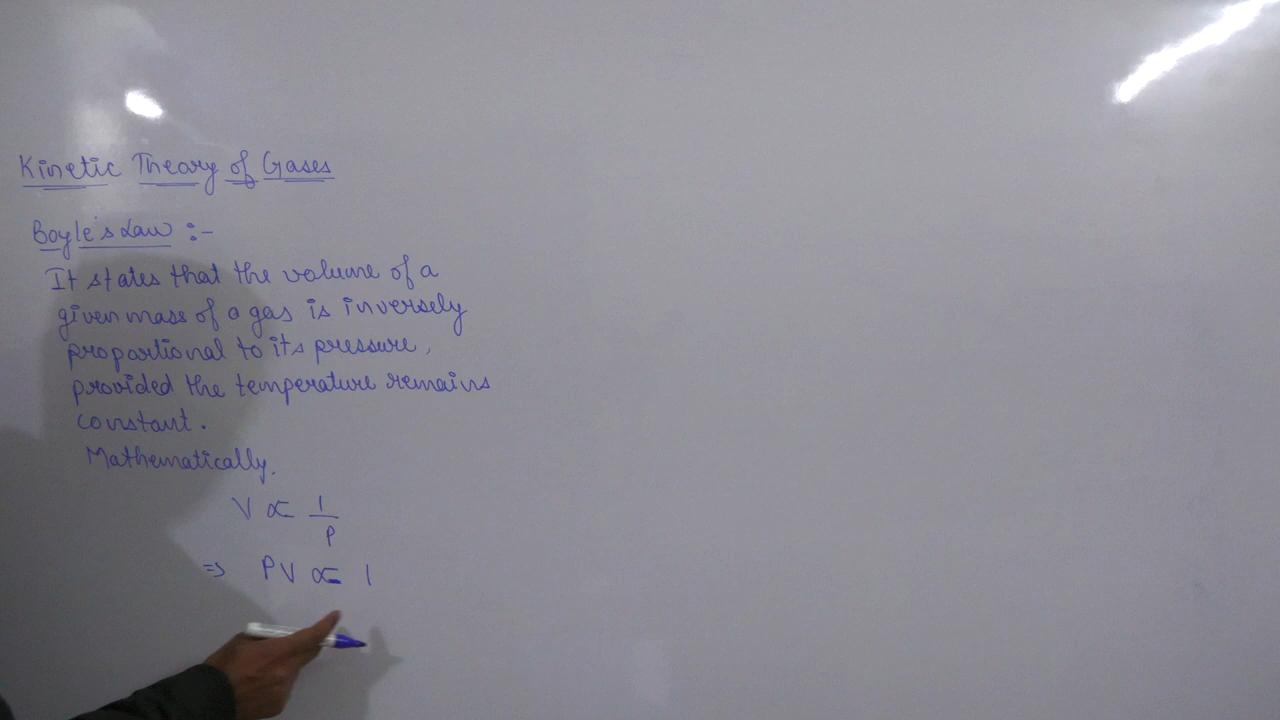 Kinetic Theory of Gases
Boyle's Law :-
It states that the volume of a
given mass of a gas is inversely
proportional to its pressure,
provided the temperature remains
constant.
Mathematically,
V ∝ 1/P
⇒ PV ∝ 1